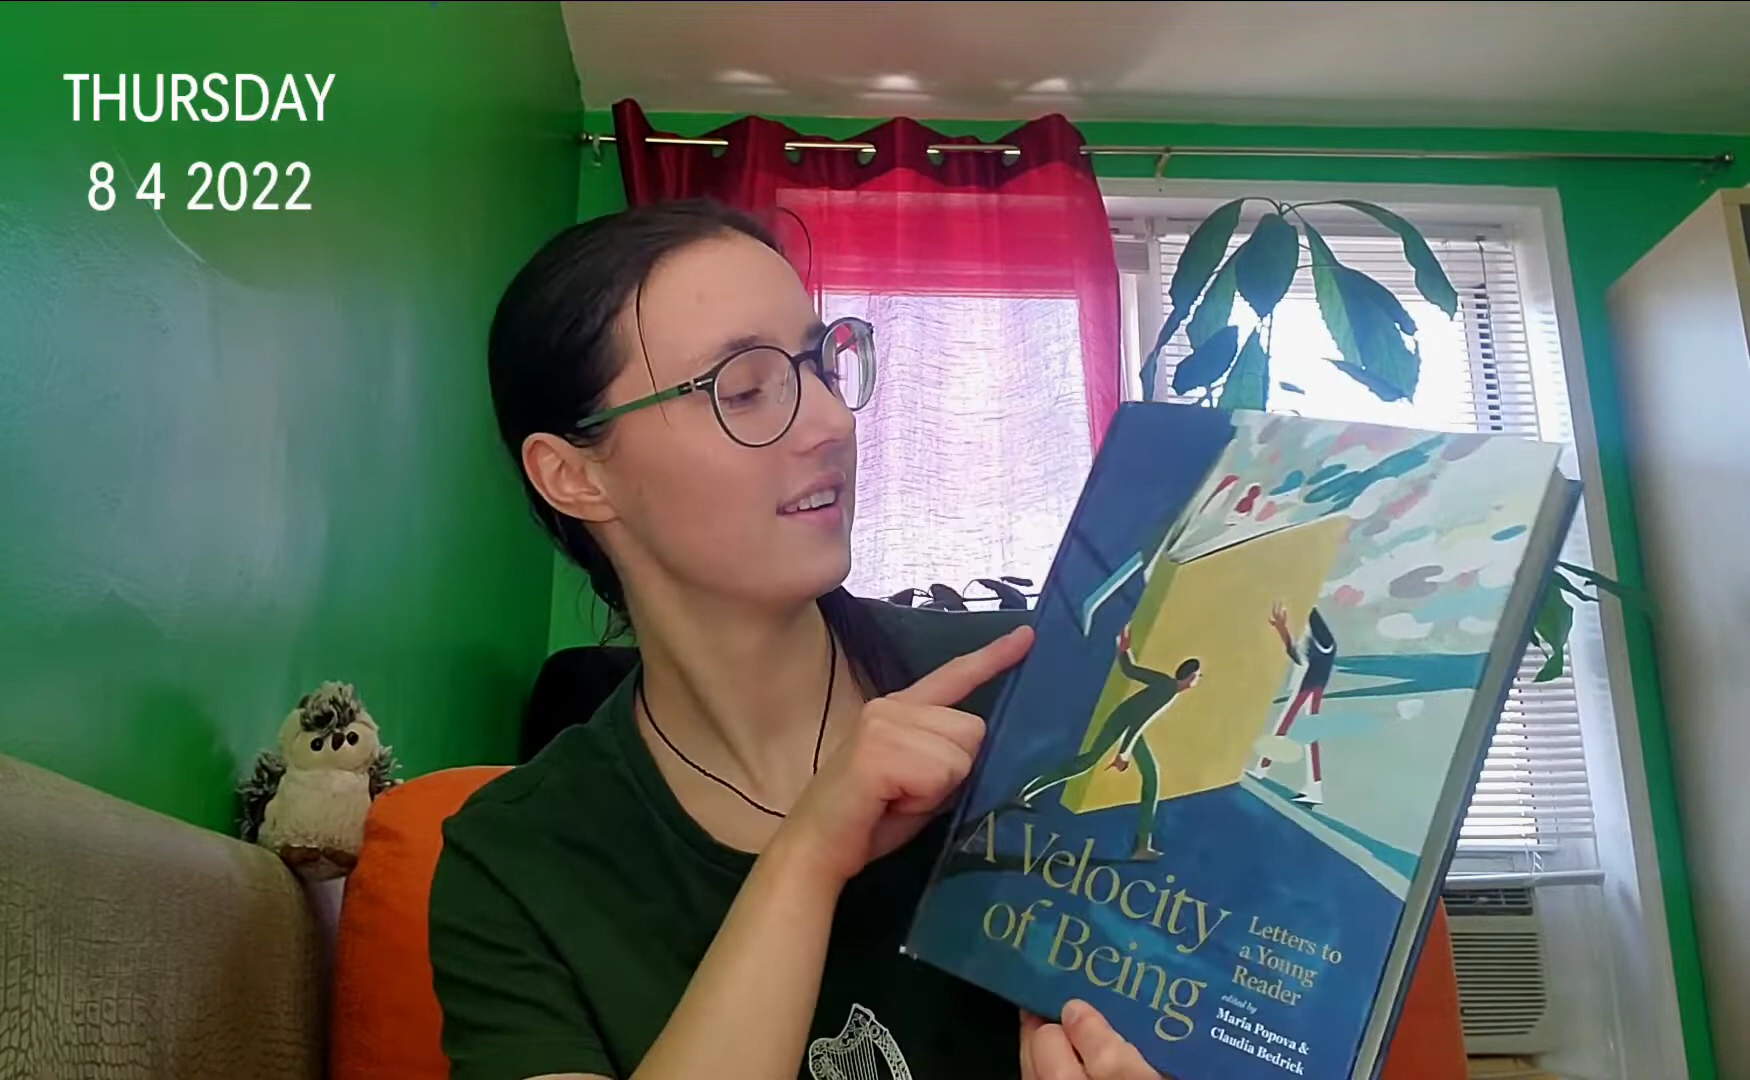 THURSDAY
8 4 2022
A Velocity
of Being
Letters to
a Young
Reader
edited by
Maria Popova &
Claudia Bedrick